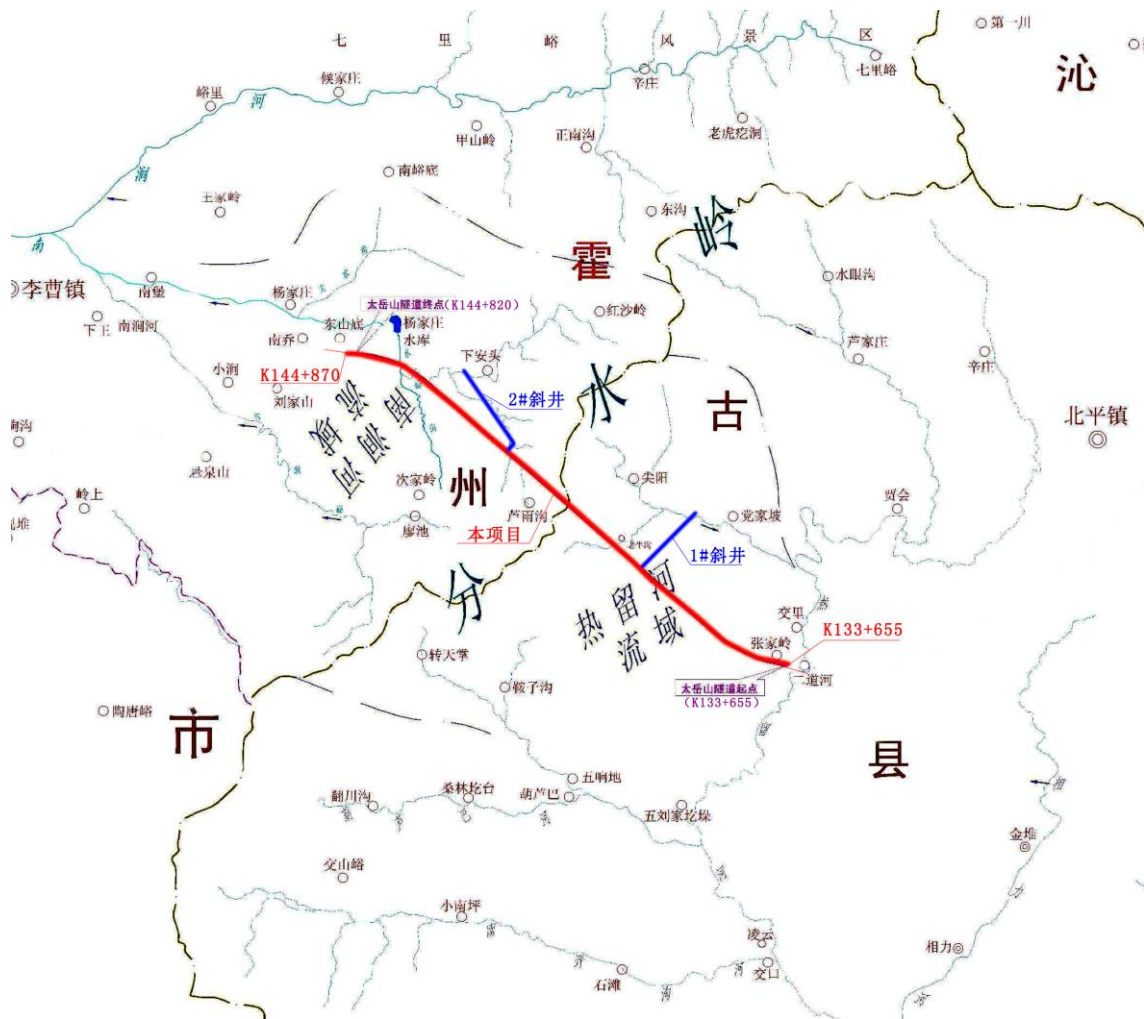 七里峪风景区
第一川
沁
七里峪
辛庄
候家庄
峪里
河
老虎疙洞
甲山岭
正南沟
涧
南峪底
王家岭
东沟
岭
南
霍
水眼沟
李曹镇
南堡
杨家庄
太岳山隧道终点(K144+820)
红沙岭
下王
南涧河
杨家庄
水库
南乔
东山底
芦家庄
辛庄
下安头
K144+870
小涧
刘家山
2#斜井
水
古
北平镇
南涧河
流域
沟
尖阳
次家岭
州
岭上
芦雨沟
贾会
廖池
本项目
党家坡
老牛沟
1#斜井
分
热留河
流域
交里
K133+655
张家岭
转天掌
二道河
太岳山隧道起点
(K133+655)
鞍子沟
陶唐峪
市
县
五响地
翻川沟
桑林圪台
葫芦巴
五刘家圪垛
金堆
交山峪
小南坪
凌云
相力
交口
石滩
河